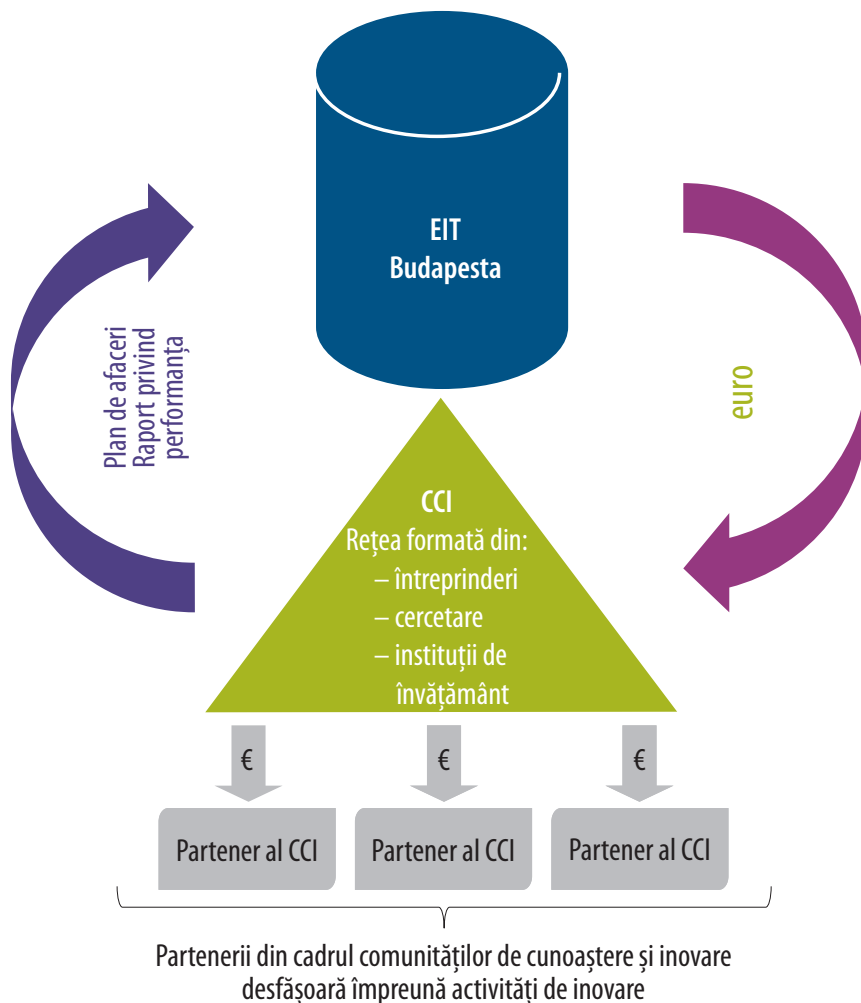 EIT
Budapesta
Plan de afaceri
Raport privind
performanța
euro
CCI
Rețea formată din:
– întreprinderi
– cercetare
– instituții de
învățământ
€
€
€
Partener al CCI
Partener al CCI
Partener al CCI
Partenerii din cadrul comunităților de cunoaștere și inovare
desfășoară împreună activități de inovare